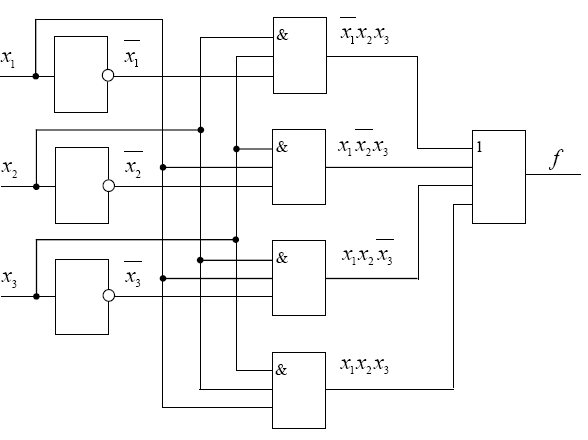 & x̅₁x₂x₃
x₁ x̅₁
& x₁x̅₂x₃ 1 f
x₂ x̅₂
& x₁x₂x̅₃
x₃ x̅₃
& x₁x₂x₃